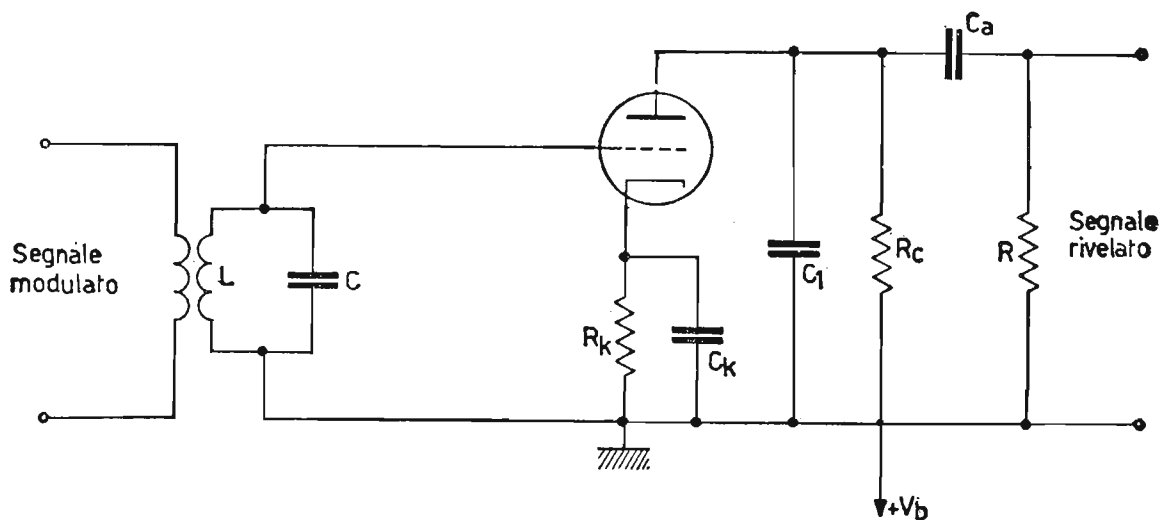 Segnale
modulato
L
C
Rk
Ck
C1
Rc
Ca
R
Segnale
rivelato
+Vb